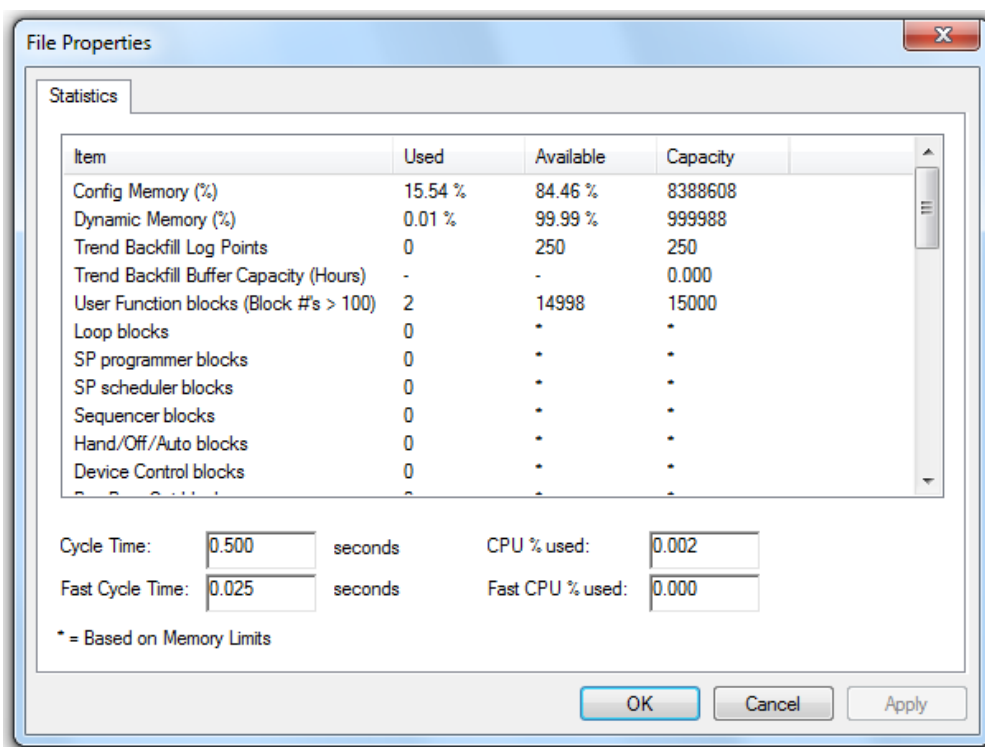 File Properties
Statistics
Item Used Available Capacity
Config Memory (%) 15.54 % 84.46 % 8388608
Dynamic Memory (%) 0.01 % 99.99 % 999988
Trend Backfill Log Points 0 250 250
Trend Backfill Buffer Capacity (Hours) - - 0.000
User Function blocks (Block #'s > 100) 2 14998 15000
Loop blocks 0 * *
SP programmer blocks 0 * *
SP scheduler blocks 0 * *
Sequencer blocks 0 * *
Hand/Off/Auto blocks 0 * *
Device Control blocks 0 * *
Cycle Time: 0.500 seconds CPU % used: 0.002
Fast Cycle Time: 0.025 seconds Fast CPU % used: 0.000
* = Based on Memory Limits
OK Cancel Apply